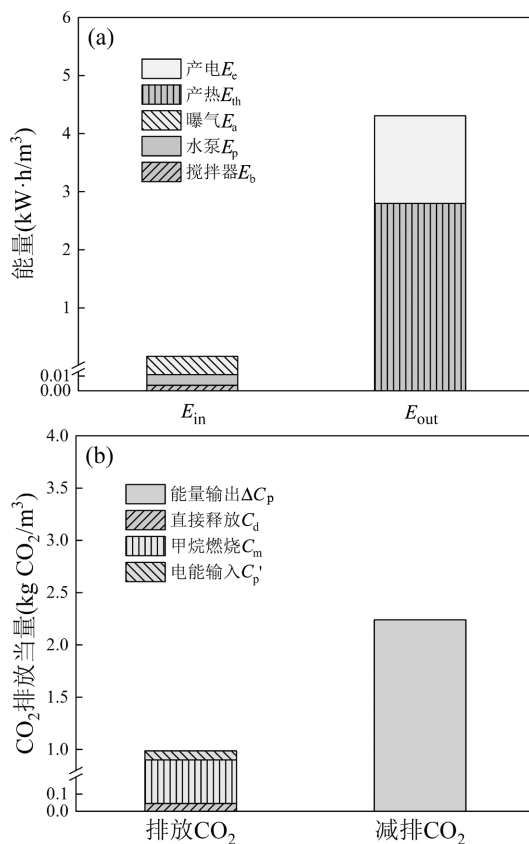 (a)
产电Ee
产热Eth
曝气Ea
水泵Ep
搅拌器Eb
能量(kW·h/m³)
6
5
4
3
2
1
0.01
0.00
Ein
Eout
(b)
能量输出ΔCp
直接释放Cd
甲烷燃烧Cm
电能输入Cp'
CO₂排放当量(kg CO₂/m³)
4.0
3.5
3.0
2.5
2.0
1.5
1.0
0.1
0.0
排放CO₂
减排CO₂